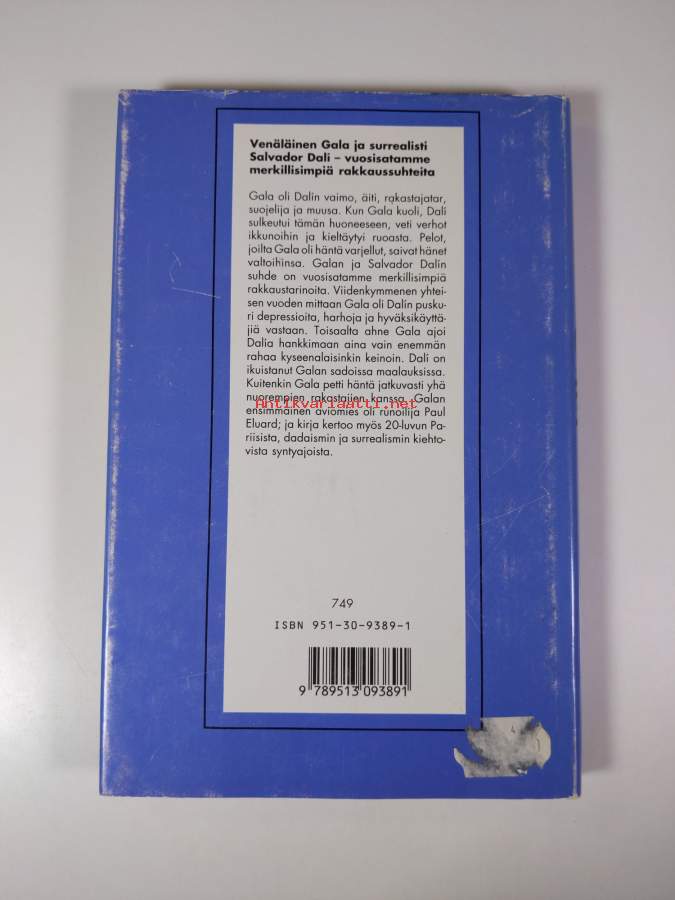 Venäläinen Gala ja surrealisti
Salvador Dali – vuosisatamme
merkillisimpiä rakkaussuhteita
Gala oli Dalin vaimo, äiti, rakastajatar,
suojelija ja muusa. Kun Gala kuoli, Dali
sulkeutui tämän huoneeseen, veti verhot
ikkunoihin ja kieltäytyi ruoasta. Pelot,
joilta Gala oli häntä varjellut, saivat hänet
valtoihinsa. Galan ja Salvador Dalin
suhde on vuosisatamme merkillisimpiä
rakkaustarinoita. Viidenkymmenen yhtei-
sen vuoden mittaan Gala oli Dalin pusku-
ri depressioita, harhoja ja hyväksikäyttä-
jiä vastaan. Toisaalta ahne Gala ajoi
Dalia hankkimaan aina vain enemmän
rahaa kyseenalaisinkin keinoin. Dali on
ikuistanut Galan sadoissa maalauksissa.
Kuitenkin Gala petti häntä jatkuvasti yhä
nuorempien rakastajien kanssa. Galan
Antikvariaatti.net
ensimmäinen aviomies oli runoilija Paul
Eluard; ja kirja kertoo myös 20-luvun Pa-
riisista, dadaismin ja surrealismin kiehto-
vista syntyajoista.
749
ISBN 951-30-9389-1
9 789513 093891
4